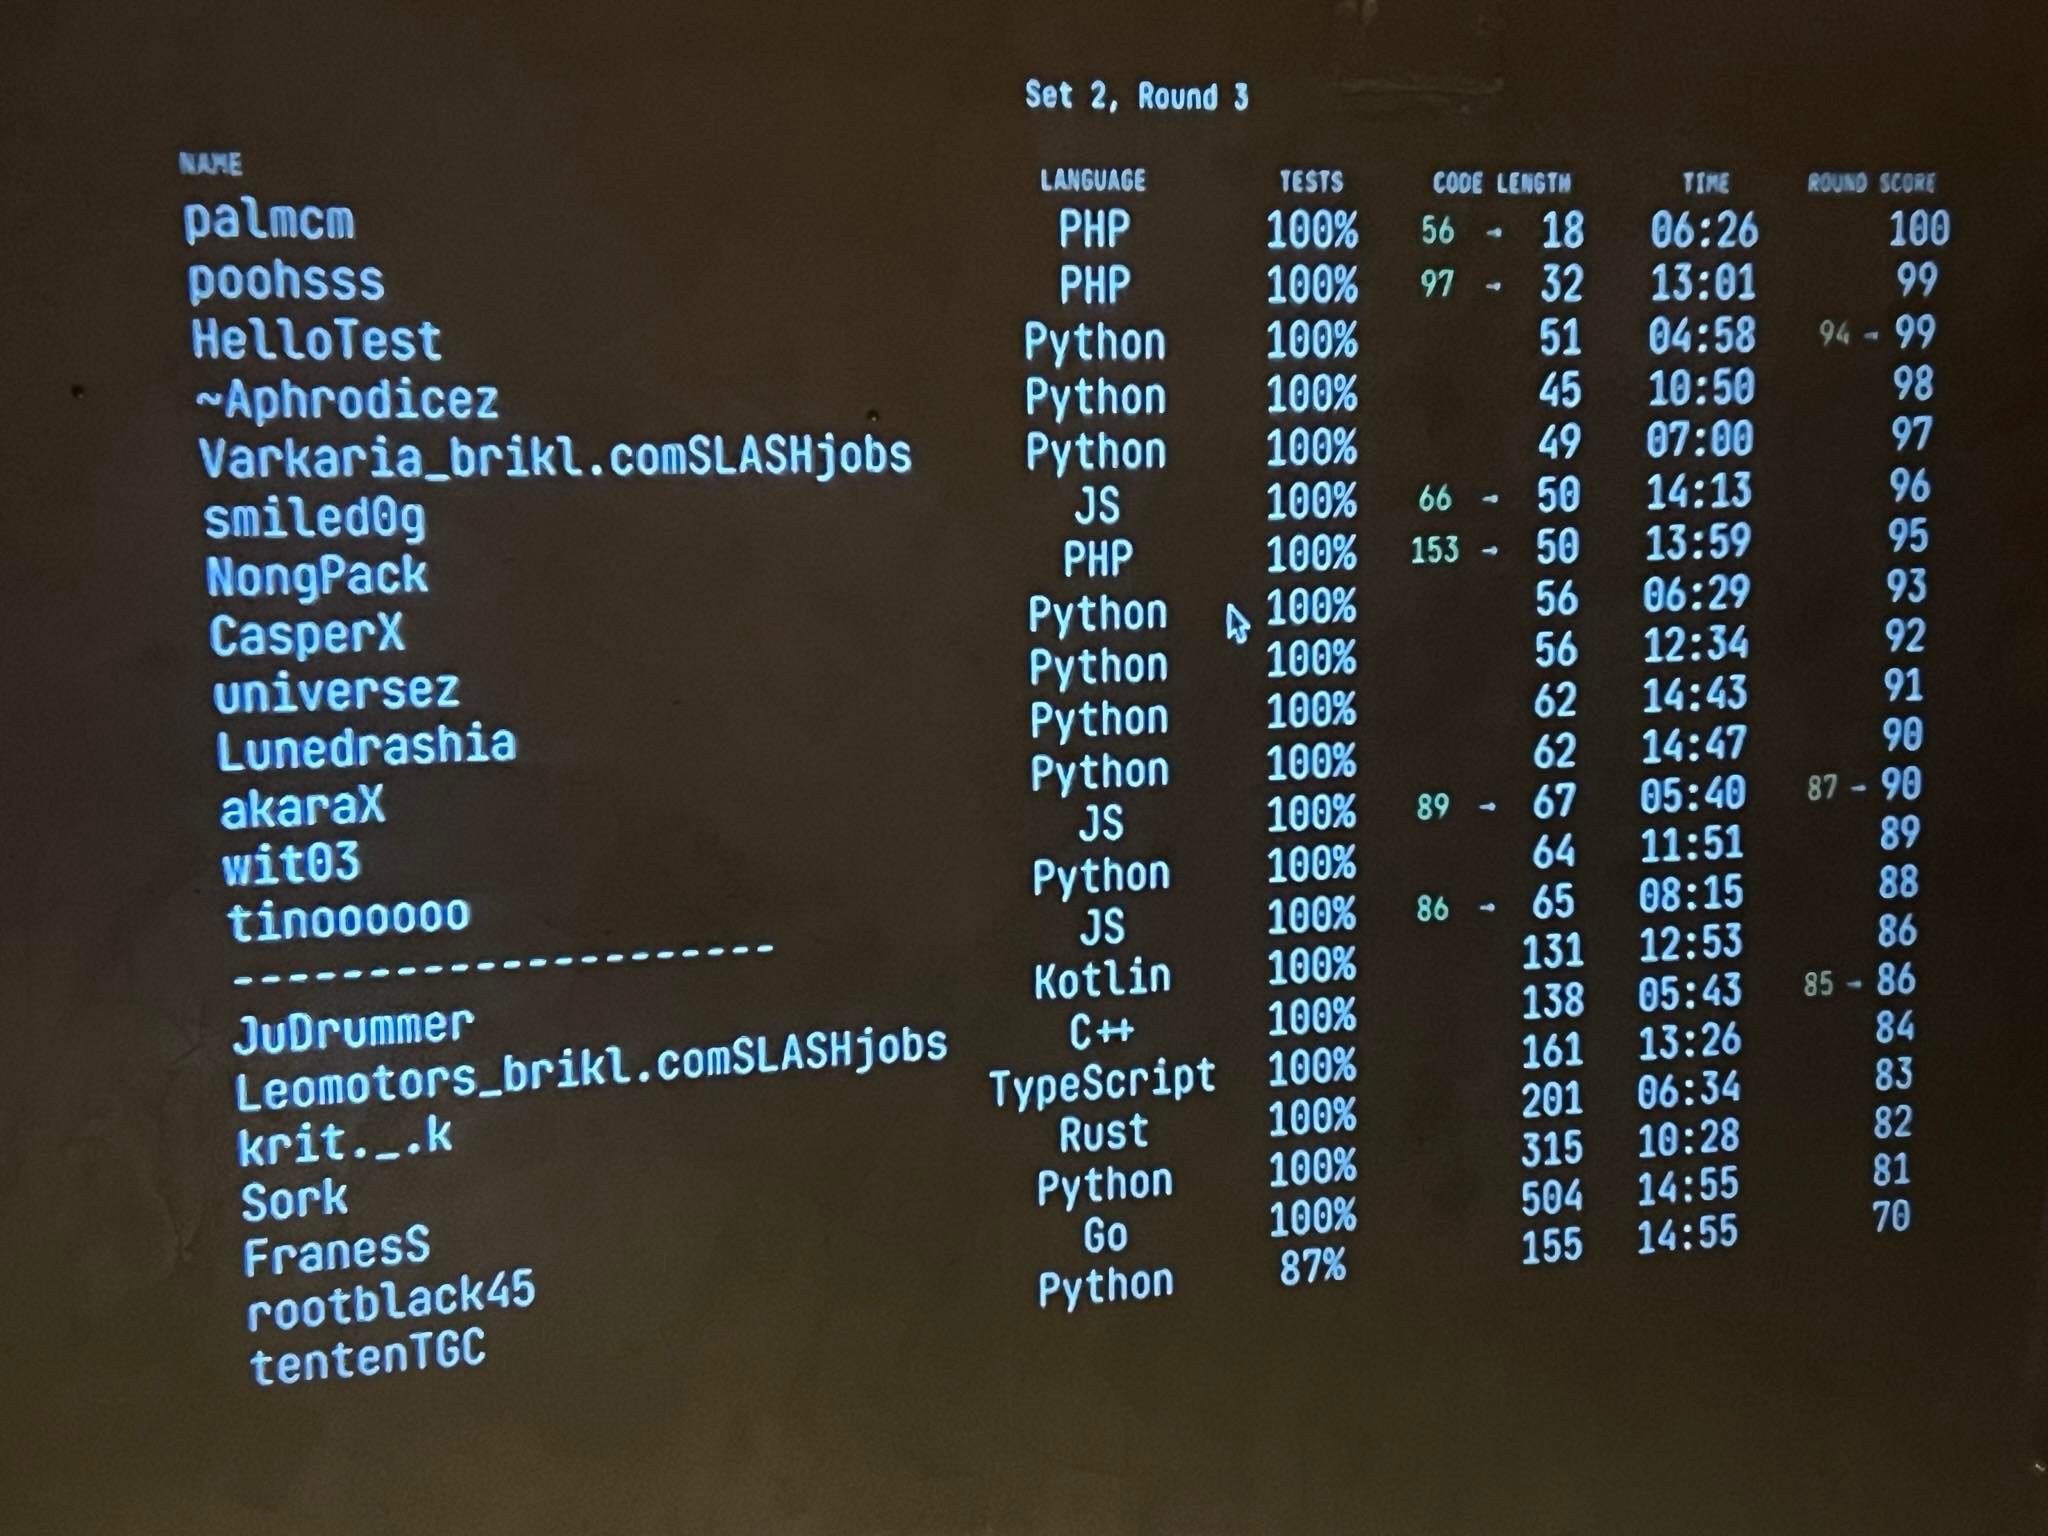 Set 2, Round 3
NAME LANGUAGE TESTS CODE LENGTH TIME ROUND SCORE
palmcm PHP 100% 56 → 18 06:26 100
poohsss PHP 100% 97 → 32 13:01 99
HelloTest Python 100% 51 04:58 94 → 99
~Aphrodicez Python 100% 45 10:50 98
Varkaria_brikl.comSLASHjobs Python 100% 49 07:00 97
smiled0g JS 100% 66 → 50 14:13 96
NongPack PHP 100% 153 → 50 13:59 95
CasperX Python 100% 56 06:29 93
universez Python 100% 56 12:34 92
Lunedrashia Python 100% 62 14:43 91
akaraX Python 100% 62 14:47 90
wit03 JS 100% 89 → 67 05:40 87 → 90
tinoooooo Python 100% 64 11:51 89
-------------------- JS 100% 86 → 65 08:15 88
JuDrummer Kotlin 100% 131 12:53 86
Leomotors_brikl.comSLASHjobs C++ 100% 138 05:43 85 → 86
krit._.k TypeScript 100% 161 13:26 84
Sork Rust 100% 201 06:34 83
FranesS Python 100% 315 10:28 82
rootblack45 Go 100% 504 14:55 81
tentenTGC Python 87% 155 14:55 70